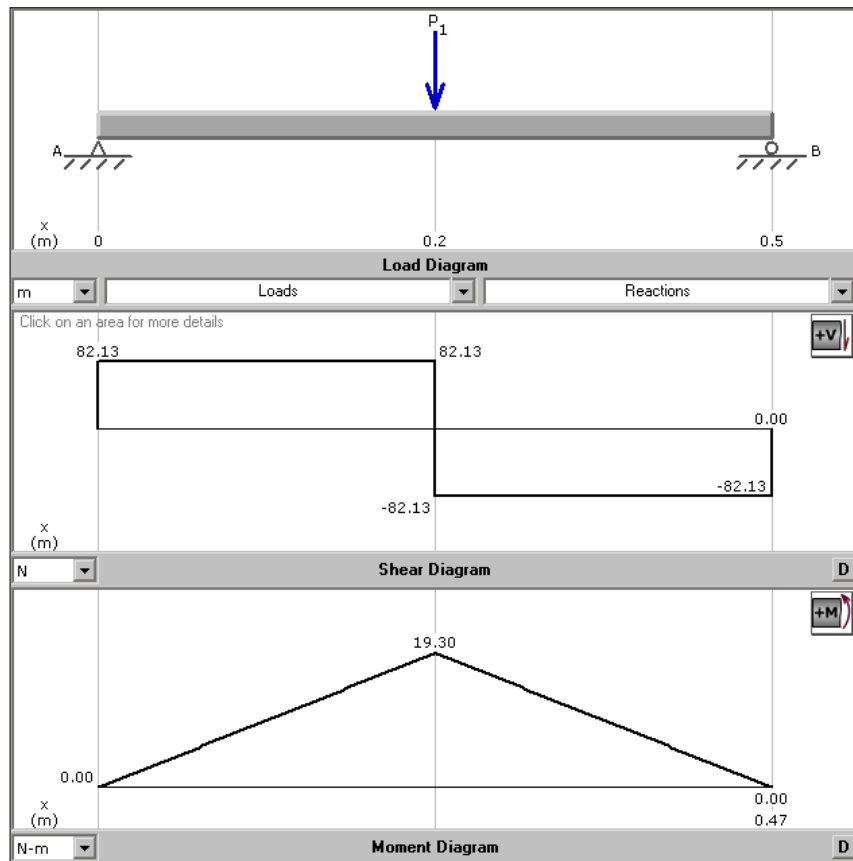 P1
A B
x
(m) 0 0.2 0.5
Load Diagram
m Loads Reactions
Click on an area for more details
+V
82.13 82.13
0.00
-82.13
-82.13
x
(m)
N Shear Diagram D
+M
19.30
0.00
0.00
x
(m) 0.47
N-m Moment Diagram D